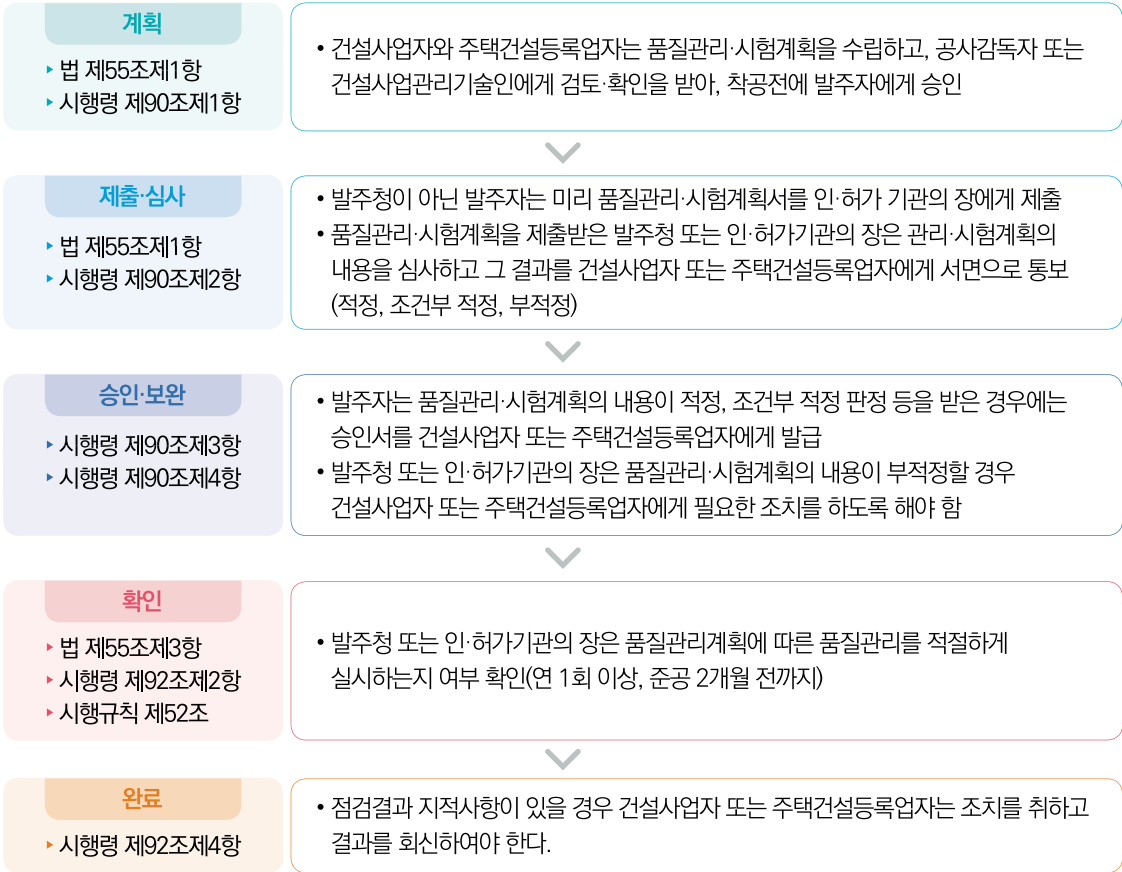 계획
▸ 법 제55조제1항
▸ 시행령 제90조제1항
• 건설사업자와 주택건설등록업자는 품질관리·시험계획을 수립하고, 공사감독자 또는
건설사업관리기술인에게 검토·확인을 받아, 착공전에 발주자에게 승인
제출·심사
▸ 법 제55조제1항
▸ 시행령 제90조제2항
• 발주청이 아닌 발주자는 미리 품질관리·시험계획서를 인·허가 기관의 장에게 제출
• 품질관리·시험계획을 제출받은 발주청 또는 인·허가기관의 장은 관리·시험계획의
내용을 심사하고 그 결과를 건설사업자 또는 주택건설등록업자에게 서면으로 통보
(적정, 조건부 적정, 부적정)
승인·보완
▸ 시행령 제90조제3항
▸ 시행령 제90조제4항
• 발주자는 품질관리·시험계획의 내용이 적정, 조건부 적정 판정 등을 받은 경우에는
승인서를 건설사업자 또는 주택건설등록업자에게 발급
• 발주청 또는 인·허가기관의 장은 품질관리·시험계획의 내용이 부적정할 경우
건설사업자 또는 주택건설등록업자에게 필요한 조치를 하도록 해야 함
확인
▸ 법 제55조제3항
▸ 시행령 제92조제2항
▸ 시행규칙 제52조
• 발주청 또는 인·허가기관의 장은 품질관리계획에 따른 품질관리를 적절하게
실시하는지 여부 확인(연 1회 이상, 준공 2개월 전까지)
완료
▸ 시행령 제92조제4항
• 점검결과 지적사항이 있을 경우 건설사업자 또는 주택건설등록업자는 조치를 취하고
결과를 회신하여야 한다.